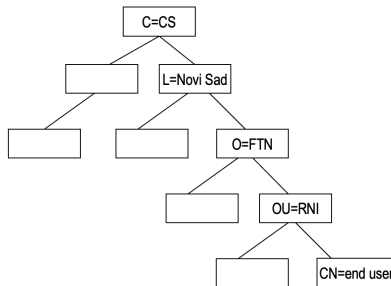 C=CS
L=Novi Sad
O=FTN
OU=RNI
CN=end user